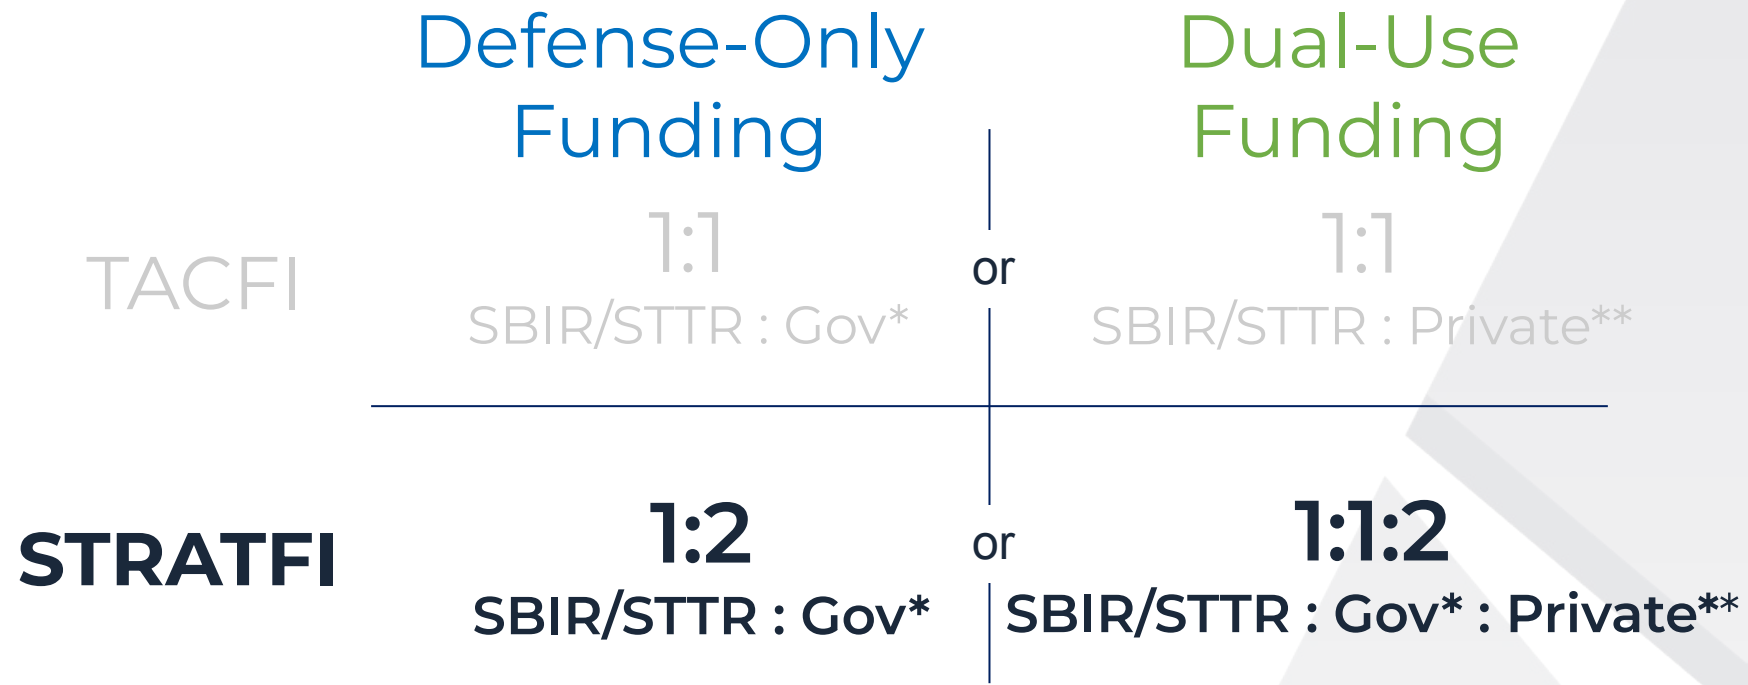 Defense-Only
Funding
Dual-Use
Funding
TACFI
1:1
SBIR/STTR : Gov*
or
1:1
SBIR/STTR : Private**
STRATFI
1:2
SBIR/STTR : Gov*
or
1:1:2
SBIR/STTR : Gov* : Private**